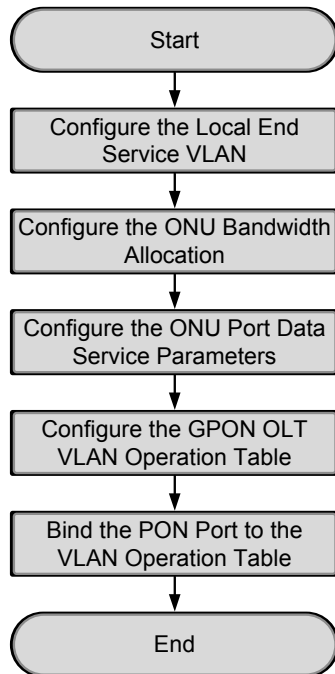 Start
Configure the Local End
Service VLAN
Configure the ONU Bandwidth
Allocation
Configure the ONU Port Data
Service Parameters
Configure the GPON OLT
VLAN Operation Table
Bind the PON Port to the
VLAN Operation Table
End